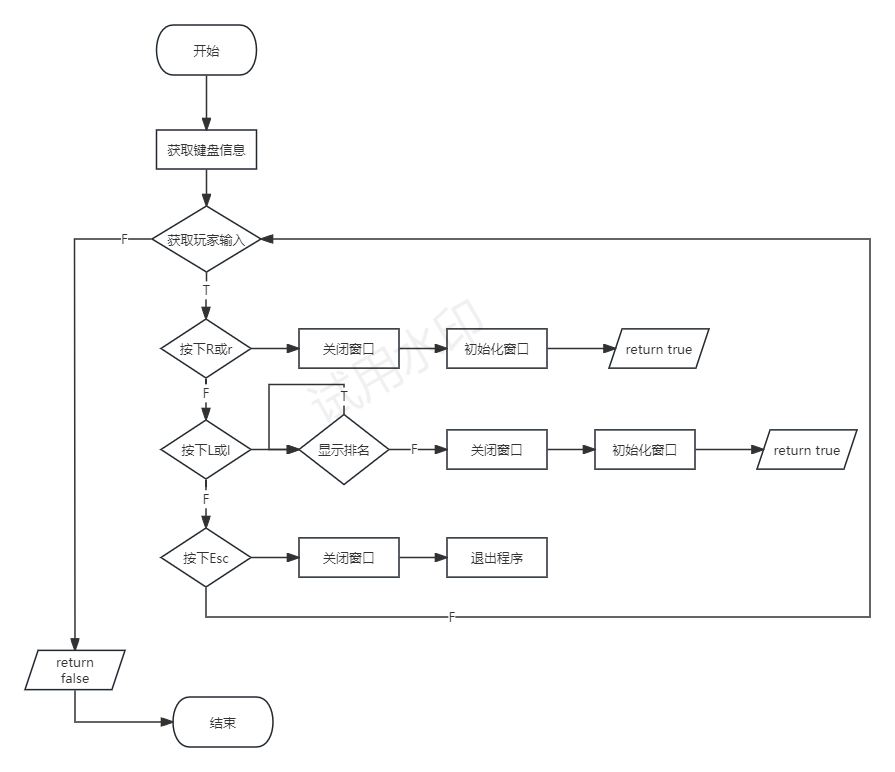 开始
获取键盘信息
获取玩家输入
F
T
按下R或r
关闭窗口
初始化窗口
return true
F
T
按下L或l
显示排名
F
关闭窗口
初始化窗口
return true
F
按下Esc
关闭窗口
退出程序
F
return
false
结束
试用水印